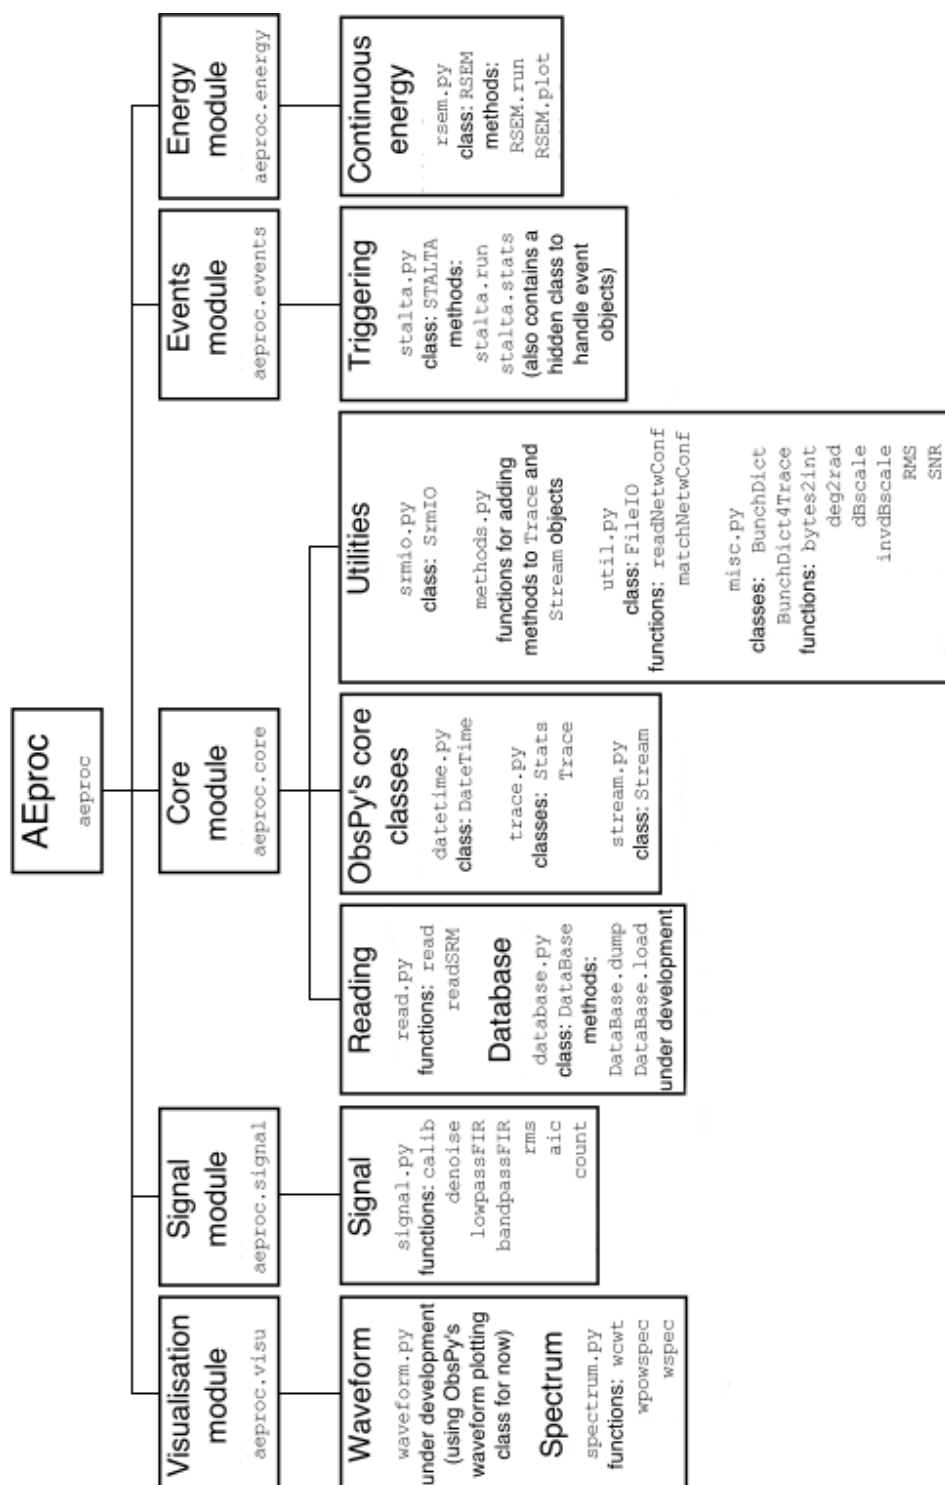 AEproc
aeproc
Visualisation
module
aeproc.visu
Signal
module
aeproc.signal
Core
module
aeproc.core
Events
module
aeproc.events
Energy
module
aeproc.energy
Waveform
waveform.py
under development
(using ObsPy's
waveform plotting
class for now)
Spectrum
spectrum.py
functions: wcwt
wpowspec
wspec
Signal
signal.py
functions: calib
denoise
lowpassFIR
bandpassFIR
rms
aic
count
Reading
read.py
functions: read
readSRM
Database
database.py
class: DataBase
methods:
DataBase.dump
DataBase.load
under development
ObsPy's core
classes
datetime.py
class: DateTime
trace.py
classes: Stats
Trace
stream.py
class: Stream
Utilities
srmio.py
class: SrmIO
methods.py
functions for adding
methods to Trace and
Stream objects
util.py
class: FileIO
functions: readNetwConf
matchNetwConf
misc.py
classes: BunchDict
BunchDict4Trace
functions: bytes2int
deg2rad
dBscale
invdBscale
RMS
SNR
Triggering
stalta.py
class: STALTA
methods:
stalta.run
stalta.stats
(also contains a
hidden class to
handle event
objects)
Continuous
energy
rsem.py
class: RSEM
methods:
RSEM.run
RSEM.plot